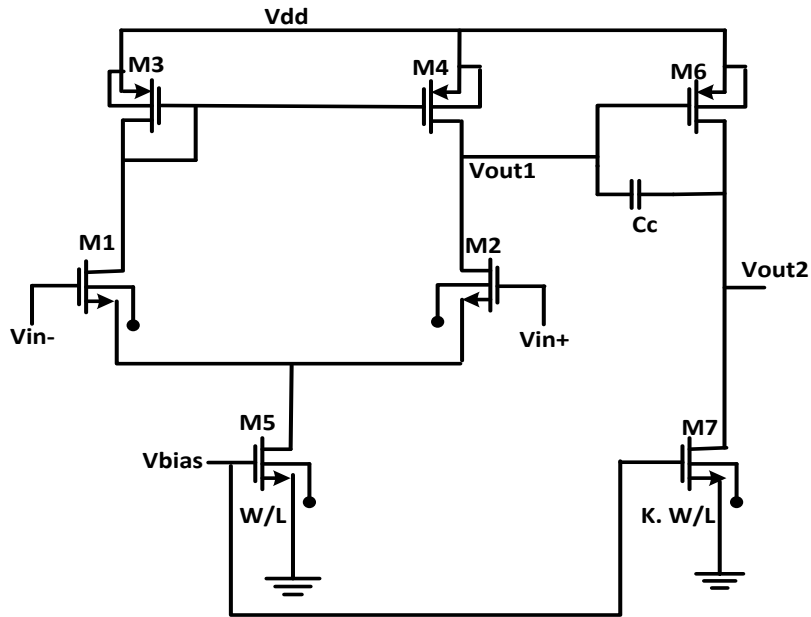 Vdd
M3
M4
M6
Vout1
Cc
M1
M2
Vout2
Vin-
Vin+
M5
M7
Vbias
W/L
K. W/L